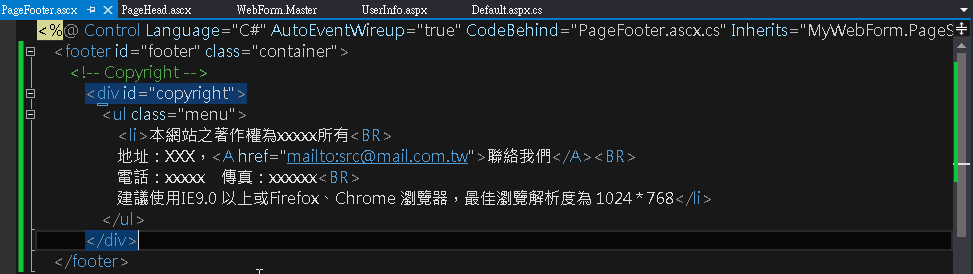 PageFooter.ascx PageHead.ascx WebForm.Master UserInfo.aspx Default.aspx.cs
<%@ Control Language="C#" AutoEventWireup="true" CodeBehind="PageFooter.ascx.cs" Inherits="MyWebForm.PageS
<footer id="footer" class="container">
<!-- Copyright -->
<div id="copyright">
<ul class="menu">
<li>本網站之著作權為xxxxx所有<BR>
地址：XXX，<A href="mailto:src@mail.com.tw">聯絡我們</A><BR>
電話：xxxxx　傳真：xxxxxx<BR>
建議使用IE9.0 以上或Firefox、Chrome 瀏覽器，最佳瀏覽解析度為 1024 * 768</li>
</ul>
</div>
</footer>